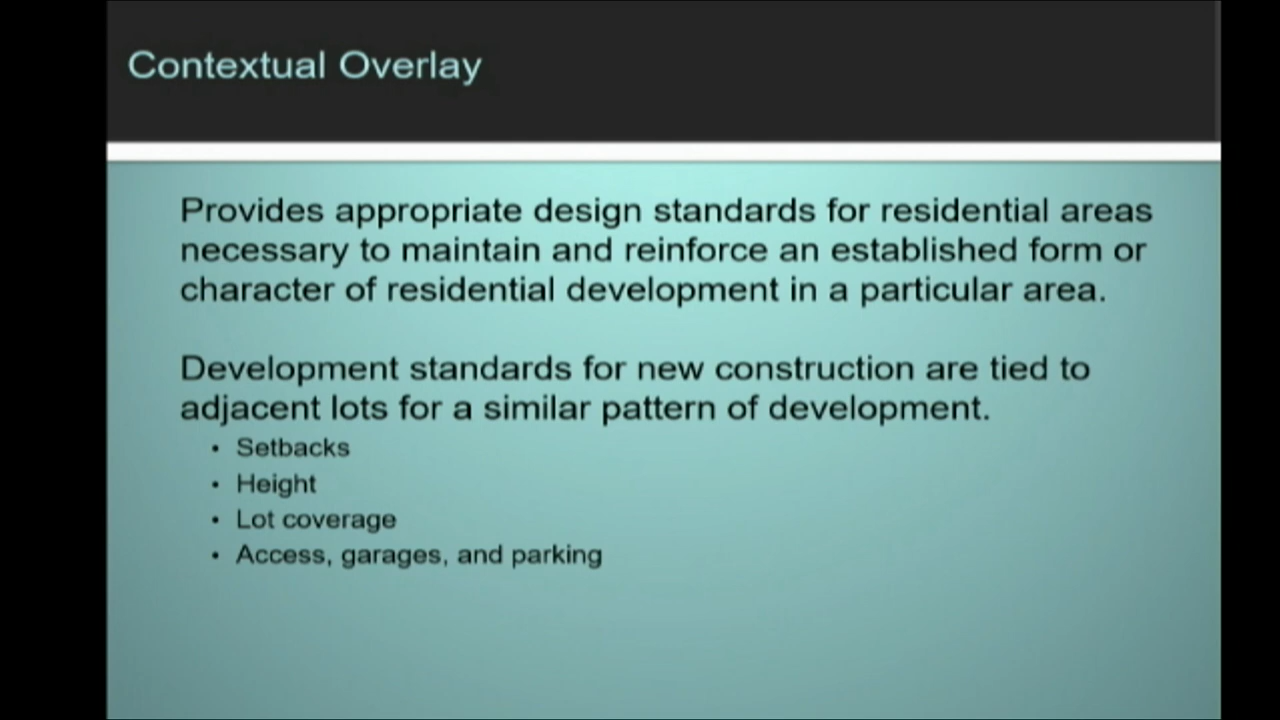 Contextual Overlay
Provides appropriate design standards for residential areas
necessary to maintain and reinforce an established form or
character of residential development in a particular area.
Development standards for new construction are tied to
adjacent lots for a similar pattern of development.
• Setbacks
• Height
• Lot coverage
• Access, garages, and parking